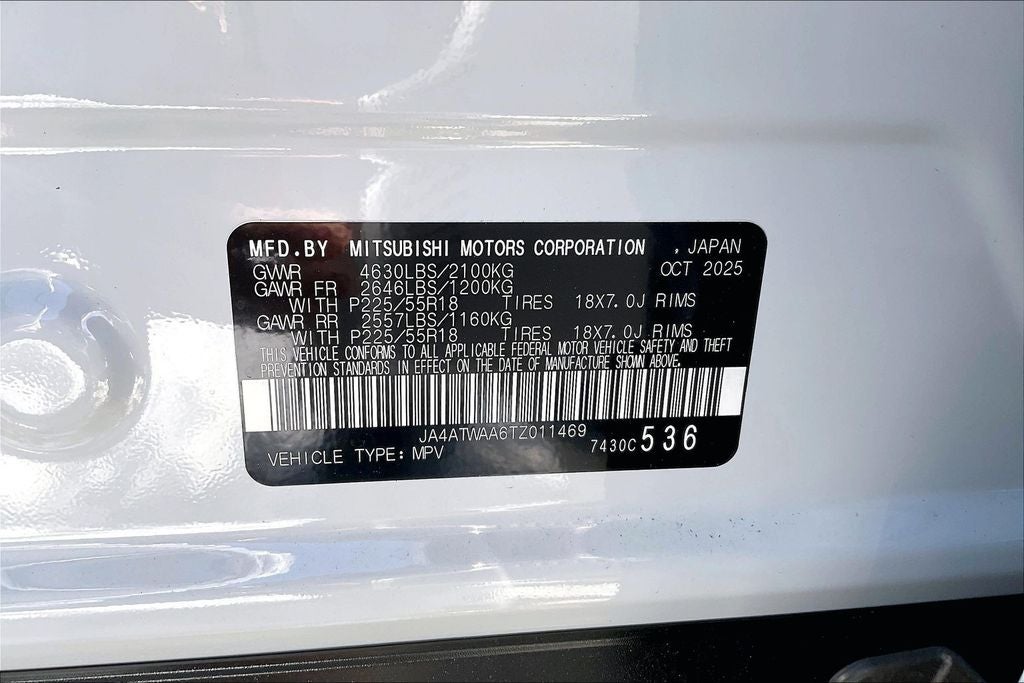 MFD.BY MITSUBISHI MOTORS CORPORATION , JAPAN
GVWR 4630LBS/2100KG OCT 2025
GAWR FR 2646LBS/1200KG
WITH P225/55R18 TIRES 18X7.0J RIMS
GAWR RR 2557LBS/1160KG
WITH P225/55R18 TIRES 18X7.0J RIMS
THIS VEHICLE CONFORMS TO ALL APPLICABLE FEDERAL MOTOR VEHICLE SAFETY AND THEFT
PREVENTION STANDARDS IN EFFECT ON THE DATE OF MANUFACTURE SHOWN ABOVE.
JA4ATWAA6TZ011469
VEHICLE TYPE: MPV 7430C 536